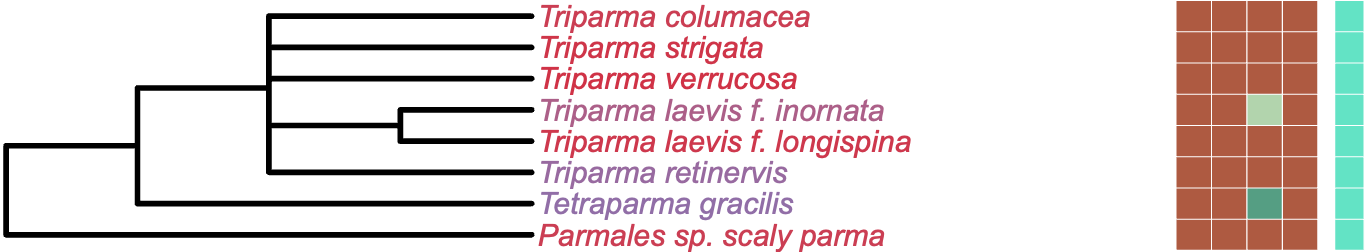 Triparma columacea
Triparma strigata
Triparma verrucosa
Triparma laevis f. inornata
Triparma laevis f. longispina
Triparma retinervis
Tetraparma gracilis
Parmales sp. scaly parma